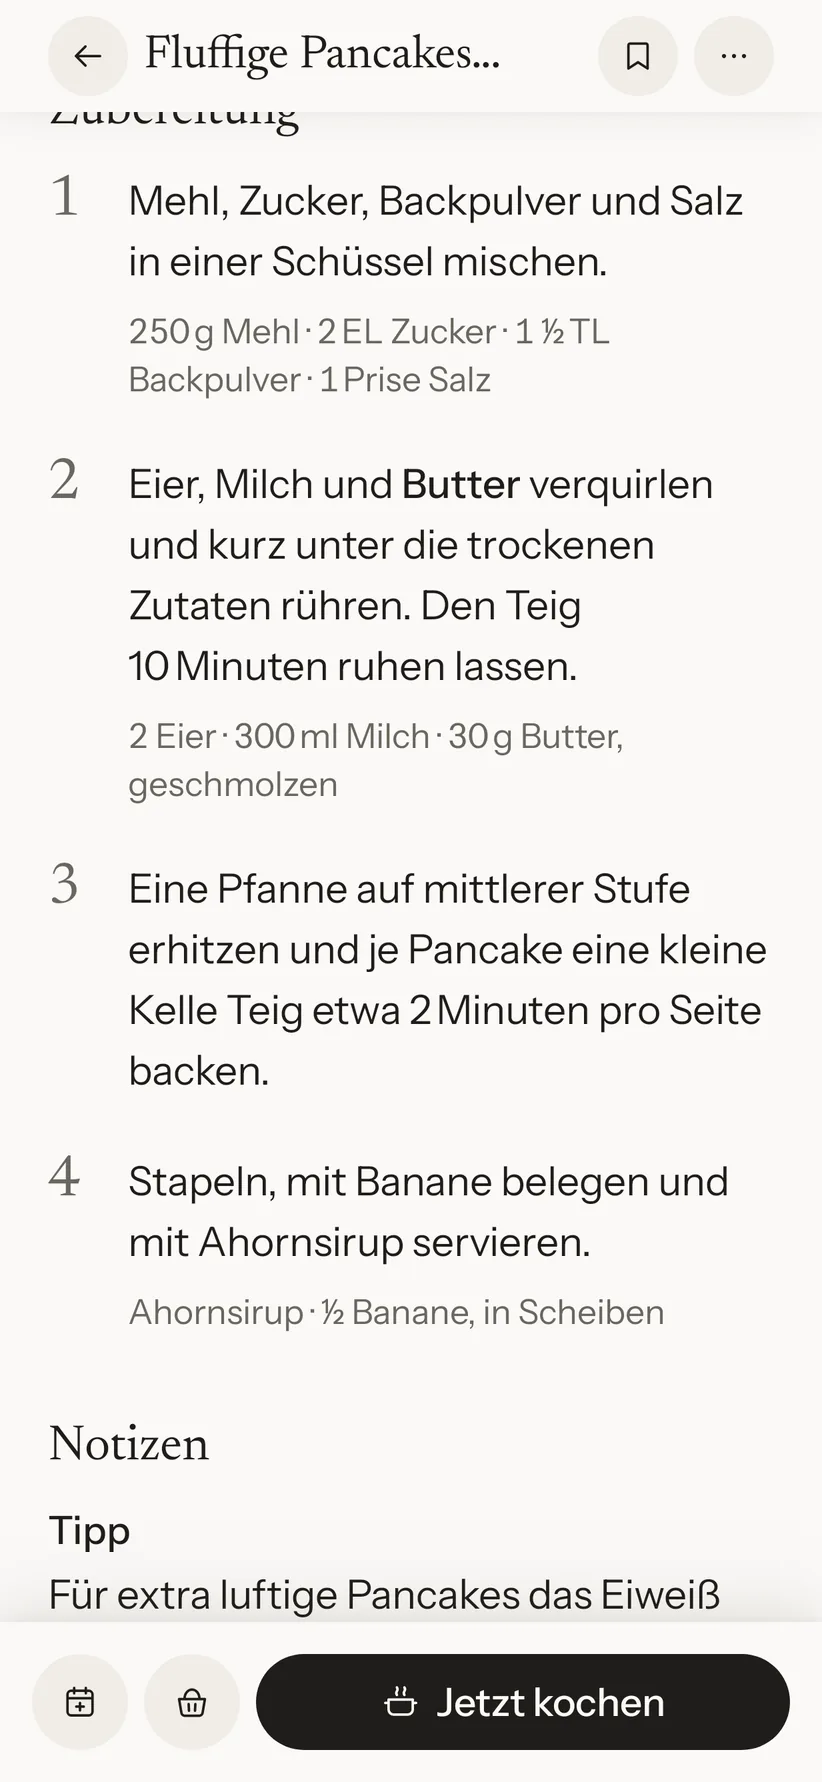 Fluffige Pancakes...
Zubereitung
1
Mehl, Zucker, Backpulver und Salz
in einer Schüssel mischen.
250 g Mehl · 2 EL Zucker · 1 ½ TL
Backpulver · 1 Prise Salz
2
Eier, Milch und Butter verquirlen
und kurz unter die trockenen
Zutaten rühren. Den Teig
10 Minuten ruhen lassen.
2 Eier · 300 ml Milch · 30 g Butter,
geschmolzen
3
Eine Pfanne auf mittlerer Stufe
erhitzen und je Pancake eine kleine
Kelle Teig etwa 2 Minuten pro Seite
backen.
4
Stapeln, mit Banane belegen und
mit Ahornsirup servieren.
Ahornsirup · ½ Banane, in Scheiben
Notizen
Tipp
Für extra luftige Pancakes das Eiweiß
Jetzt kochen